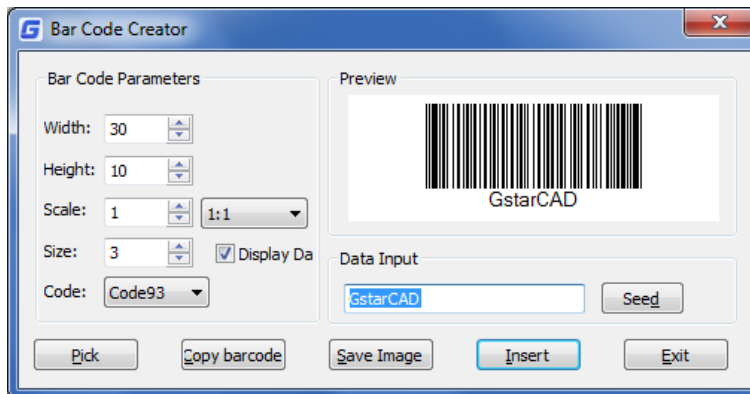 Bar Code Creator
Bar Code Parameters
Width: 30
Height: 10
Scale: 1 1:1
Size: 3 Display Da
Code: Code93
Preview
GstarCAD
Data Input
GstarCAD Seed
Pick Copy barcode Save Image Insert Exit